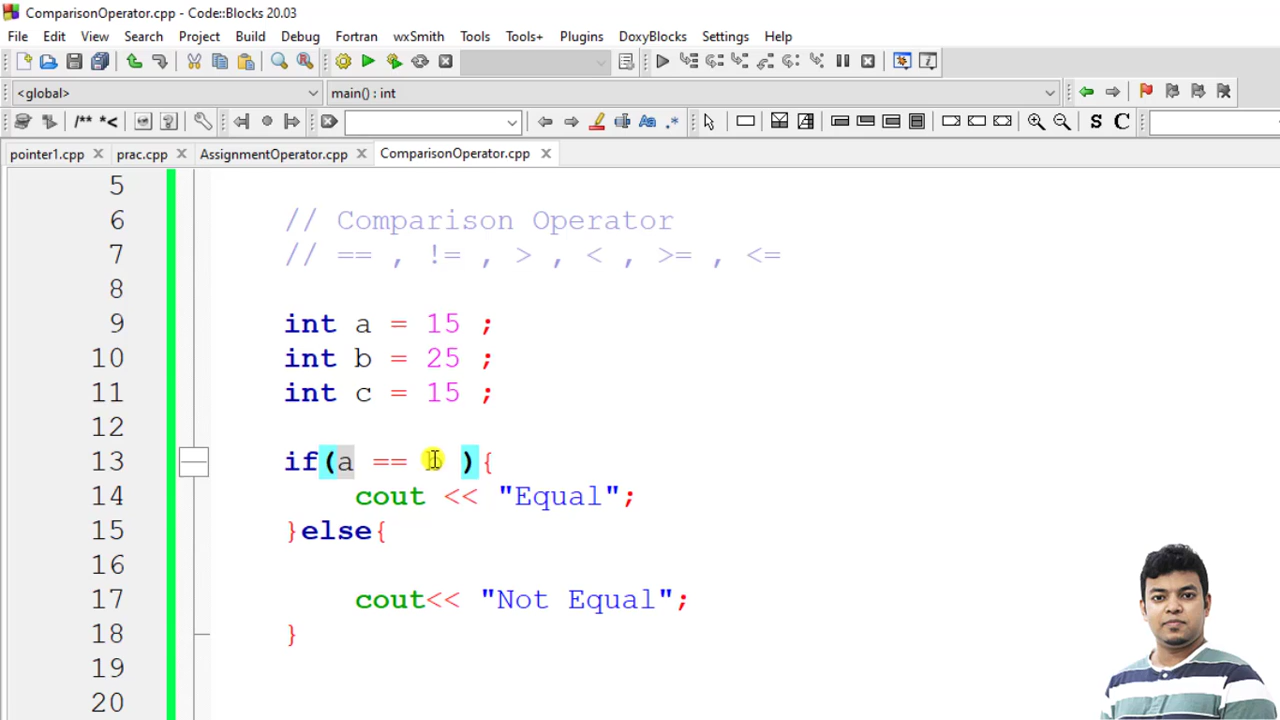 ComparisonOperator.cpp - Code::Blocks 20.03
File Edit View Search Project Build Debug Fortran wxSmith Tools Tools+ Plugins DoxyBlocks Settings Help
<global> main() : int
/** *< S C
pointer1.cpp prac.cpp AssignmentOperator.cpp ComparisonOperator.cpp
5
6 // Comparison Operator
7 // == , != , > , < , >= , <=
8
9 int a = 15 ;
10 int b = 25 ;
11 int c = 15 ;
12
13 if(a == ){
14 cout << "Equal";
15 }else{
16
17 cout<< "Not Equal";
18 }
19
20